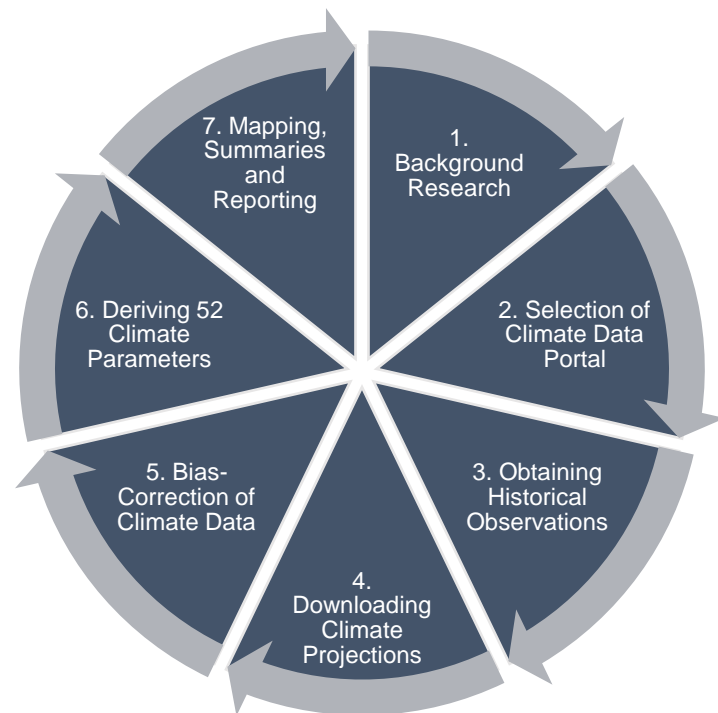 1.
Background
Research
2. Selection of
Climate Data
Portal
3. Obtaining
Historical
Observations
4.
Downloading
Climate
Projections
5. Bias-
Correction of
Climate Data
6. Deriving 52
Climate
Parameters
7. Mapping,
Summaries
and
Reporting